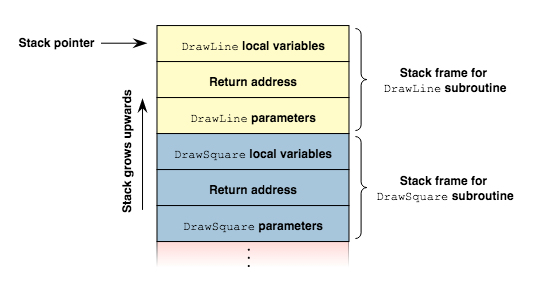 Stack pointer
DrawLine local variables
Return address
DrawLine parameters
Stack frame for
DrawLine subroutine
Stack grows upwards
DrawSquare local variables
Return address
DrawSquare parameters
Stack frame for
DrawSquare subroutine